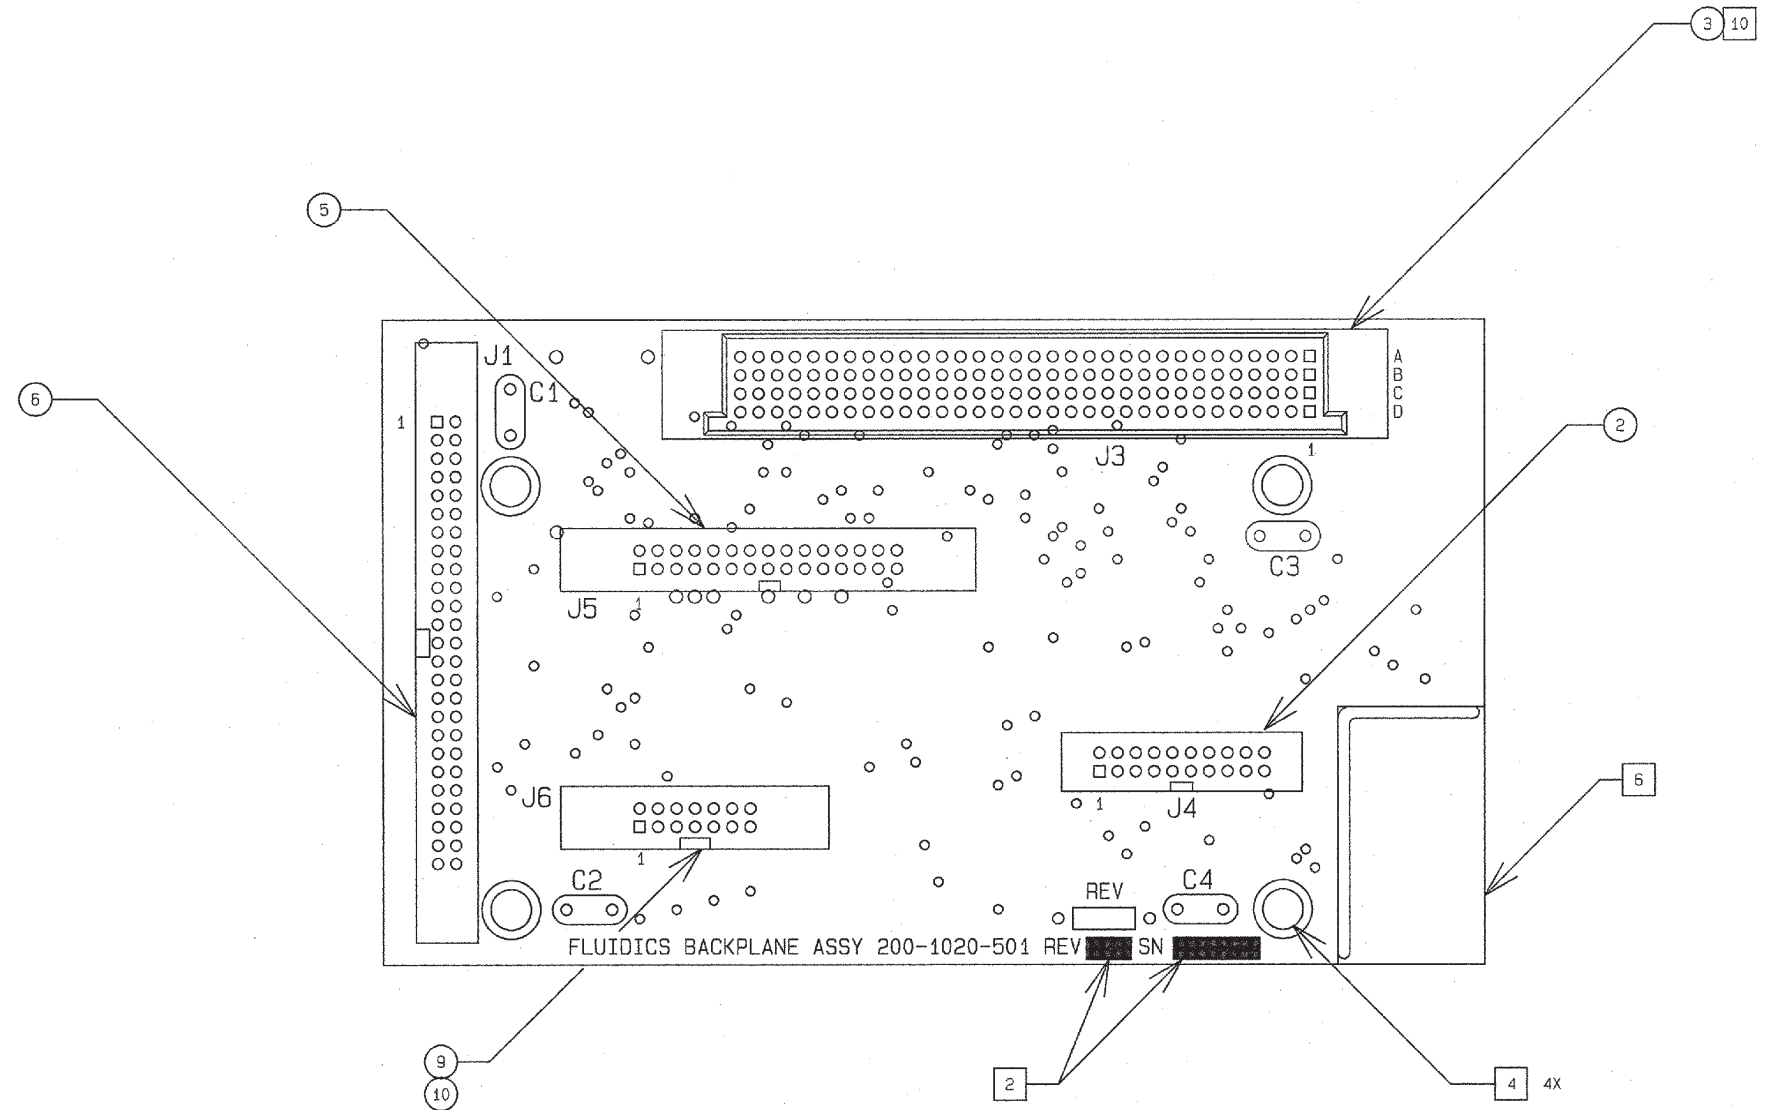 3 10
5
J1
C1
6
1
A
B
C
D
2
J3
1
C3
J5
1
6
J6
1
J4
1
C2
REV
C4
FLUIDICS BACKPLANE ASSY 200-1020-501 REV SN
9
10
2
4 4X